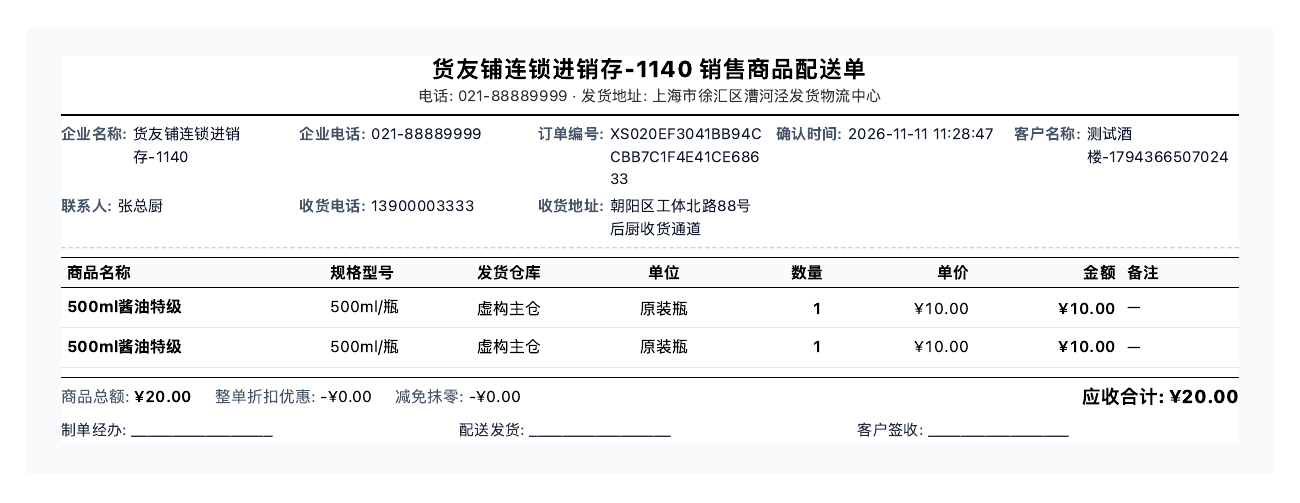 货友铺连锁进销存-1140 销售商品配送单
电话: 021-88889999 · 发货地址: 上海市徐汇区漕河泾发货物流中心
企业名称: 货友铺连锁进销存-1140 企业电话: 021-88889999 订单编号: XS020EF3041BB94CCBB7C1F4E41CE68633 确认时间: 2026-11-11 11:28:47 客户名称: 测试酒楼-1794366507024
联系人: 张总厨 收货电话: 13900003333 收货地址: 朝阳区工体北路88号后厨收货通道
商品名称 规格型号 发货仓库 单位 数量 单价 金额 备注
500ml酱油特级 500ml/瓶 虚构主仓 原装瓶 1 ¥10.00 ¥10.00 —
500ml酱油特级 500ml/瓶 虚构主仓 原装瓶 1 ¥10.00 ¥10.00 —
商品总额: ¥20.00 整单折扣优惠: -¥0.00 减免抹零: -¥0.00 应收合计: ¥20.00
制单经办: __________________ 配送发货: __________________ 客户签收: __________________